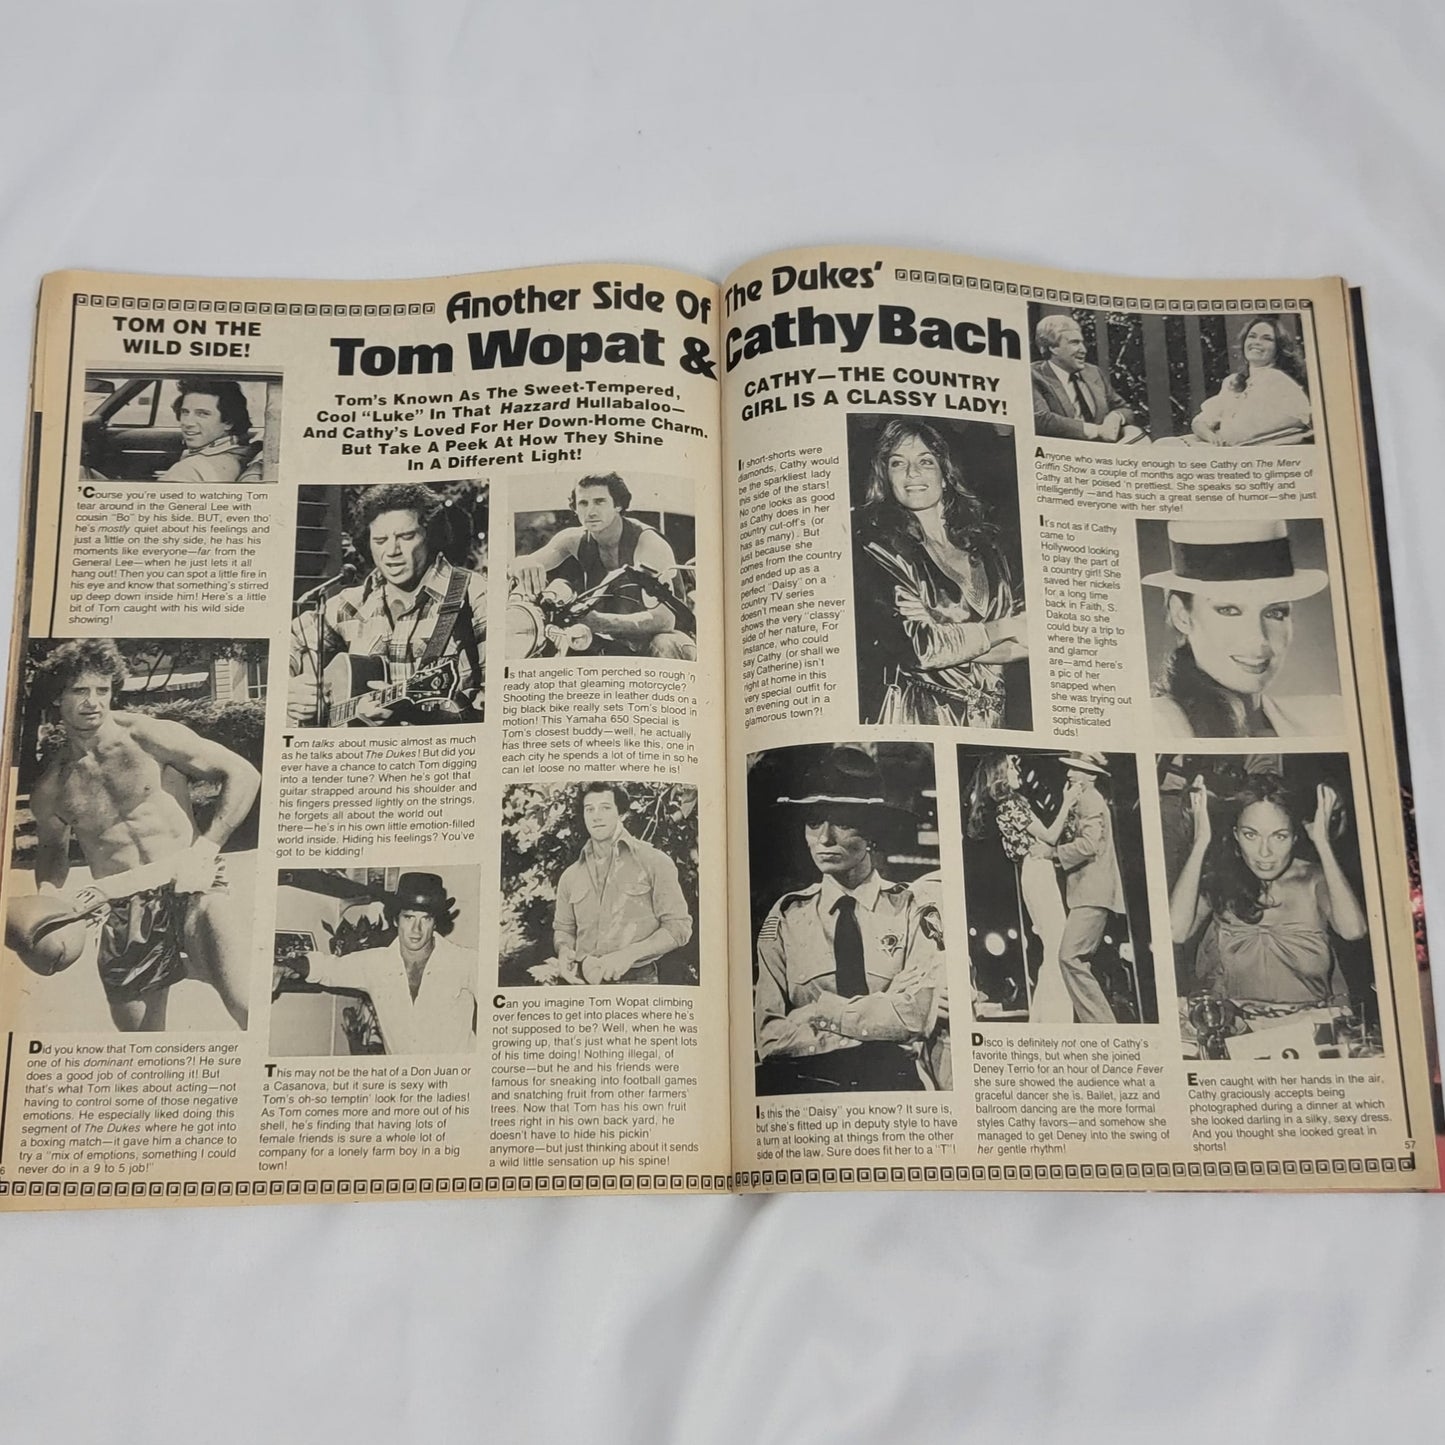 Another Side Of The Dukes'
Tom Wopat & Cathy Bach
Tom's Known As The Sweet-Tempered,
Cool "Luke" In That Hazzard Hullabaloo—
And Cathy's Loved For Her Down-Home Charm.
But Take A Peek At How They Shine
In A Different Light!
TOM ON THE
WILD SIDE!
'Course you're used to watching Tom
tear around in the General Lee with
cousin "Bo" by his side. BUT, even tho'
he's mostly quiet about his feelings and
just a little on the shy side, he has his
moments like everyone—far from the
General Lee—when he just lets it all
hang out! Then you can spot a little fire in
his eye and know that something's stirred
up deep down inside him! Here's a little
bit of Tom caught with his wild side
showing!
Did you know that Tom considers anger
one of his dominant emotions?! He sure
does a good job of controlling it! But
that's what Tom likes about acting—not
having to control some of those negative
emotions. He especially liked doing this
segment of The Dukes where he got into
a boxing match—it gave him a chance to
try a "mix of emptions, something I could
never do in a 9 to 5 job!"
Tom talks about music almost as much
as he talks about The Dukes! But did you
ever have a chance to catch Tom digging
into a tender tune? When he's got that
guitar strapped around his shoulder and
his fingers pressed lightly on the strings,
he forgets all about the world out
there—he's in his own little emotion-filled
world inside. Hiding his feelings? You've
got to be kidding!
This may not be the hat of a Don Juan or
a Casanova, but it sure is sexy with
Tom's oh-so temptin' look for the ladies!
As Tom comes more and more out of his
shell, he's finding that having lots of
female friends is sure a whole lot of
company for a lonely farm boy in a big
town!
Is that angelic Tom perched so rough 'n
ready atop that gleaming motorcycle?
Shooting the breeze in leather duds on a
big black bike really sets Tom's blood in
motion! This Yamaha 650 Special is
Tom's closest buddy—well, he actually
has three sets of wheels like this, one in
each city he spends a lot of time in so he
can let loose no matter where he is!
Can you imagine Tom Wopat climbing
over fences to get into places where he's
not supposed to be? Well, when he was
growing up, that's just what he spent lots
of his time doing! Nothing illegal, of
course—but he and his friends were
famous for sneaking into football games
and snatching fruit from other farmers'
trees. Now that Tom has his own fruit
trees right in his own back yard, he
doesn't have to hide his pickin'
anymore—but just thinking about it sends
a wild little sensation up his spine!
6
CATHY—THE COUNTRY
GIRL IS A CLASSY LADY!
If short-shorts were
diamonds, Cathy would
be the sparkliest lady
this side of the stars!
No one looks as good
as Cathy does in her
country cut-off's (or
has as many). But
just because she
comes from the country
and ended up as a
perfect "Daisy" on a
country TV series
doesn't mean she never
shows the very "classy"
side of her nature, For
instance, who could
say Cathy (or shall we
say Catherine) isn't
right at home in this
very special outfit for
an evening out in a
glamorous town?!
Anyone who was lucky enough to see Cathy on The Merv
Griffin Show a couple of months ago was treated to glimpse of
Cathy at her poised 'n prettiest. She speaks so softly and
intelligently—and has such a great sense of humor—she just
charmed everyone with her style!
It's not as if Cathy
came to
Hollywood looking
to play the part of
a country girl! She
saved her nickels
for a long time
back in Faith, S.
Dakota so she
could buy a trip to
where the lights
and glamor
are—amd here's
a pic of her
snapped when
she was trying out
some pretty
sophisticated
duds!
Is this the "Daisy" you know? It sure is,
but she's fitted up in deputy style to have
a turn at looking at things from the other
side of the law. Sure does fit her to a "T"!
Disco is definitely not one of Cathy's
favorite things, but when she joined
Deney Terrio for an hour of Dance Fever
she sure showed the audience what a
graceful dancer she is. Ballet, jazz and
ballroom dancing are the more formal
styles Cathy favors—and somehow she
managed to get Deney into the swing of
her gentle rhythm!
Even caught with her hands in the air,
Cathy graciously accepts being
photographed during a dinner at which
she looked darling in a silky, sexy dress.
And you thought she looked great in
shorts!
57